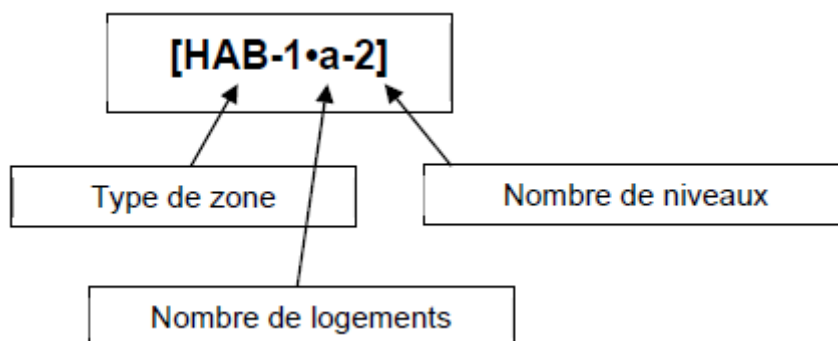 [HAB-1•a-2]
Type de zone
Nombre de niveaux
Nombre de logements